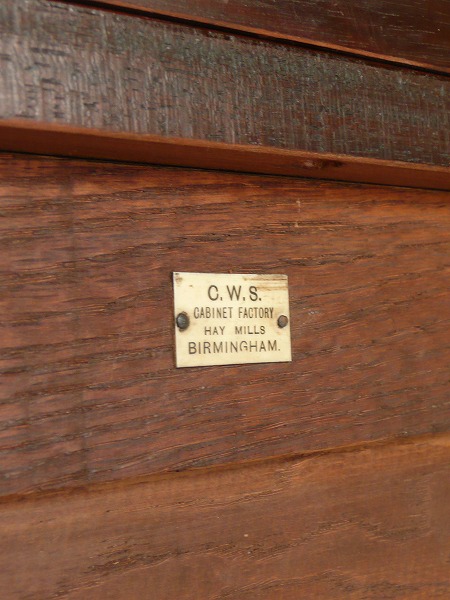 C.W.S.
CABINET FACTORY
HAY MILLS
BIRMINGHAM.